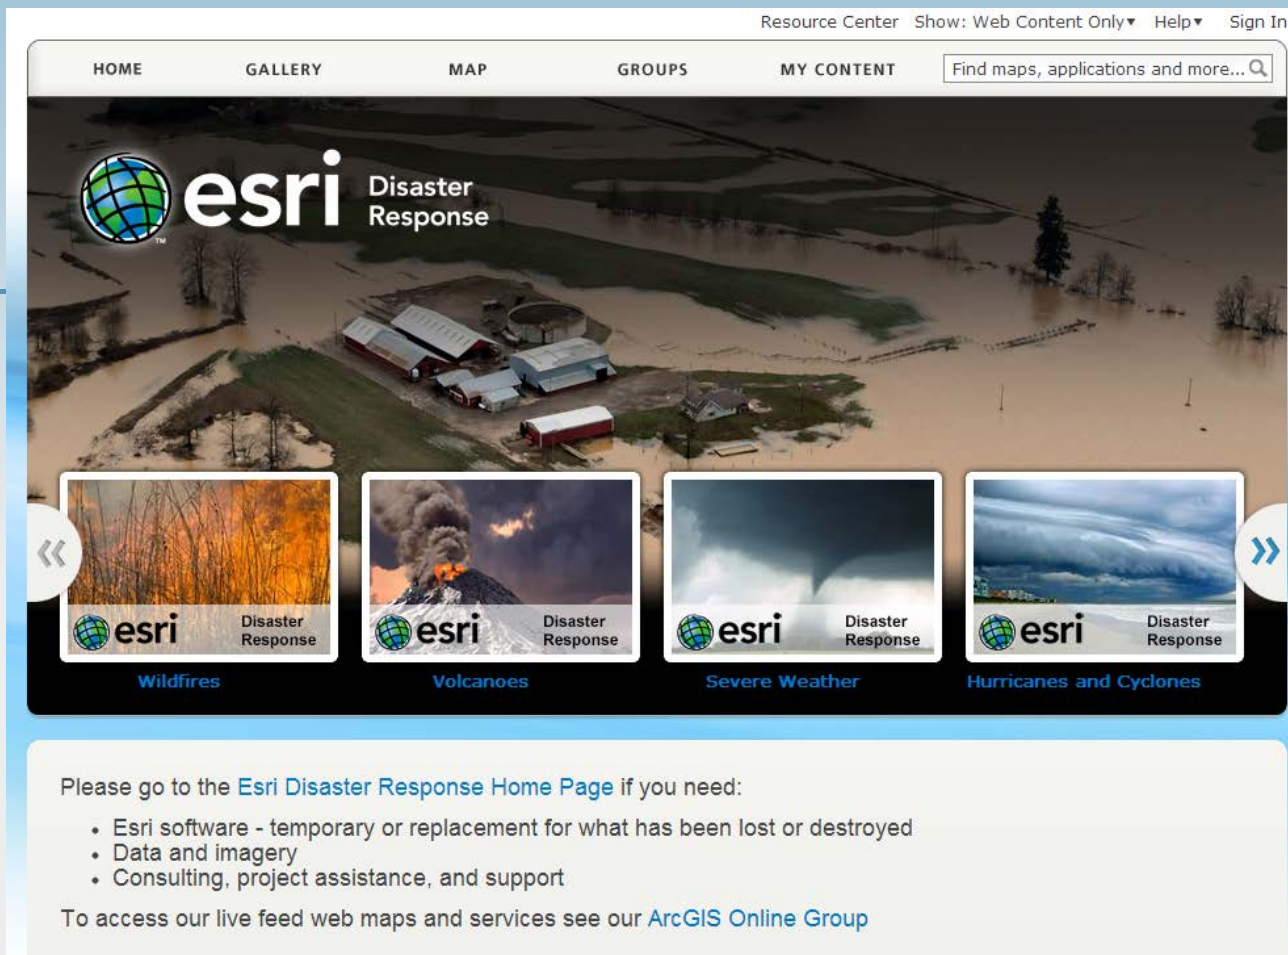 Resource Center Show: Web Content Only▾ Help▾ Sign In
HOME GALLERY MAP GROUPS MY CONTENT Find maps, applications and more...
esri Disaster
Response
TM
esri Disaster
Response
esri Disaster
Response
esri Disaster
Response
esri Disaster
Response
Wildfires Volcanoes Severe Weather Hurricanes and Cyclones
Please go to the Esri Disaster Response Home Page if you need:
• Esri software - temporary or replacement for what has been lost or destroyed
• Data and imagery
• Consulting, project assistance, and support
To access our live feed web maps and services see our ArcGIS Online Group